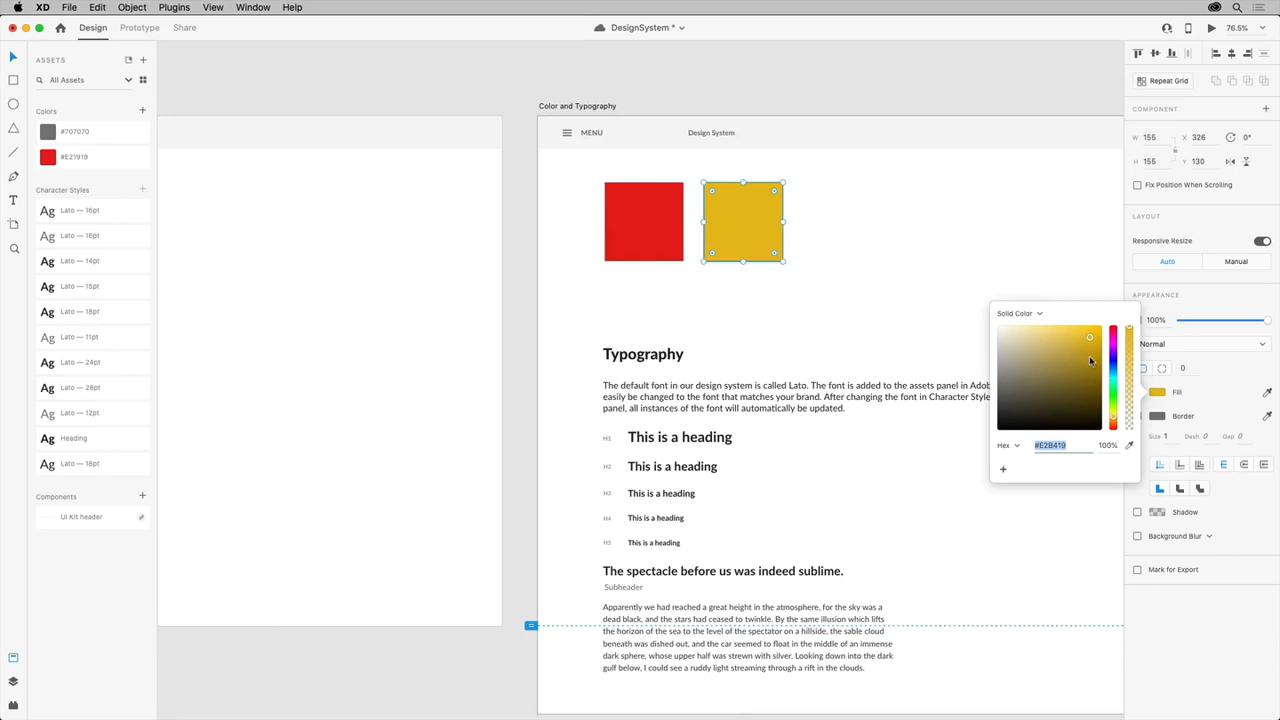 XD File Edit Object Plugins View Window Help
Design Prototype Share
DesignSystem *
76.5%
ASSETS
All Assets
Colors
#707070
#E21919
Character Styles
Ag Lato — 16pt
Ag Lato — 16pt
Ag Lato — 14pt
Ag Lato — 15pt
Ag Lato — 18pt
Ag Lato — 11pt
Ag Lato — 24pt
Ag Lato — 28pt
Ag Lato — 12pt
Ag Heading
Ag Lato — 18pt
Components
UI Kit header
Color and Typography
MENU
Design System
Typography
The default font in our design system is called Lato. The font is added to the assets panel in Adob
easily be changed to the font that matches your brand. After changing the font in Character Style
panel, all instances of the font will automatically be updated.
H1 This is a heading
H2 This is a heading
H3 This is a heading
H4 This is a heading
H5 This is a heading
The spectacle before us was indeed sublime.
Subheader
Apparently we had reached a great height in the atmosphere, for the sky was a
dead black, and the stars had ceased to twinkle. By the same illusion which lifts
the horizon of the sea to the level of the spectator on a hillside, the sable cloud
beneath was dished out, and the car seemed to float in the middle of an immense
dark sphere, whose upper half was strewn with silver. Looking down into the dark
gulf below, I could see a ruddy light streaming through a rift in the clouds.
Solid Color
Hex #E2B419 100%
Repeat Grid
COMPONENT
W 155 X 326 0°
H 155 Y 130
Fix Position When Scrolling
LAYOUT
Responsive Resize
Auto Manual
APPEARANCE
100%
Normal
0
Fill
Border
Size 1 Dash 0 Gap 0
Shadow
Background Blur
Mark for Export